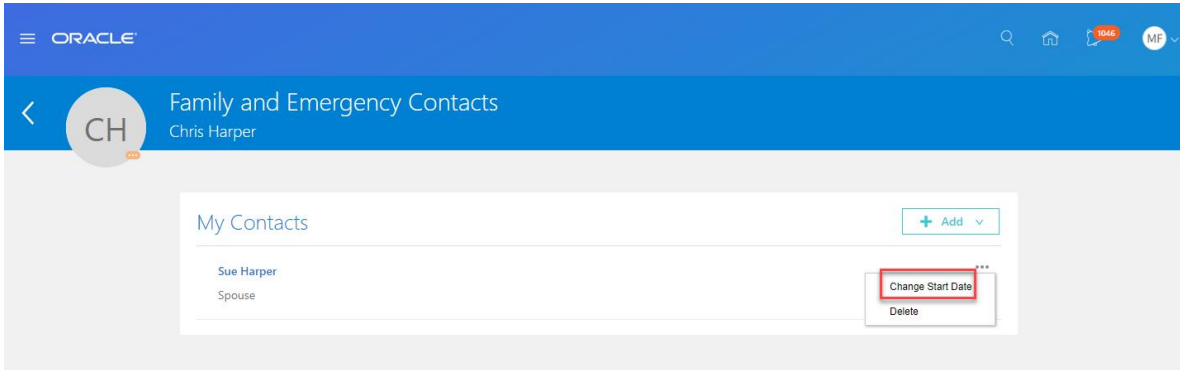 ORACLE
1046
MF
CH
Family and Emergency Contacts
Chris Harper
My Contacts
+ Add
Sue Harper
Spouse
Change Start Date
Delete